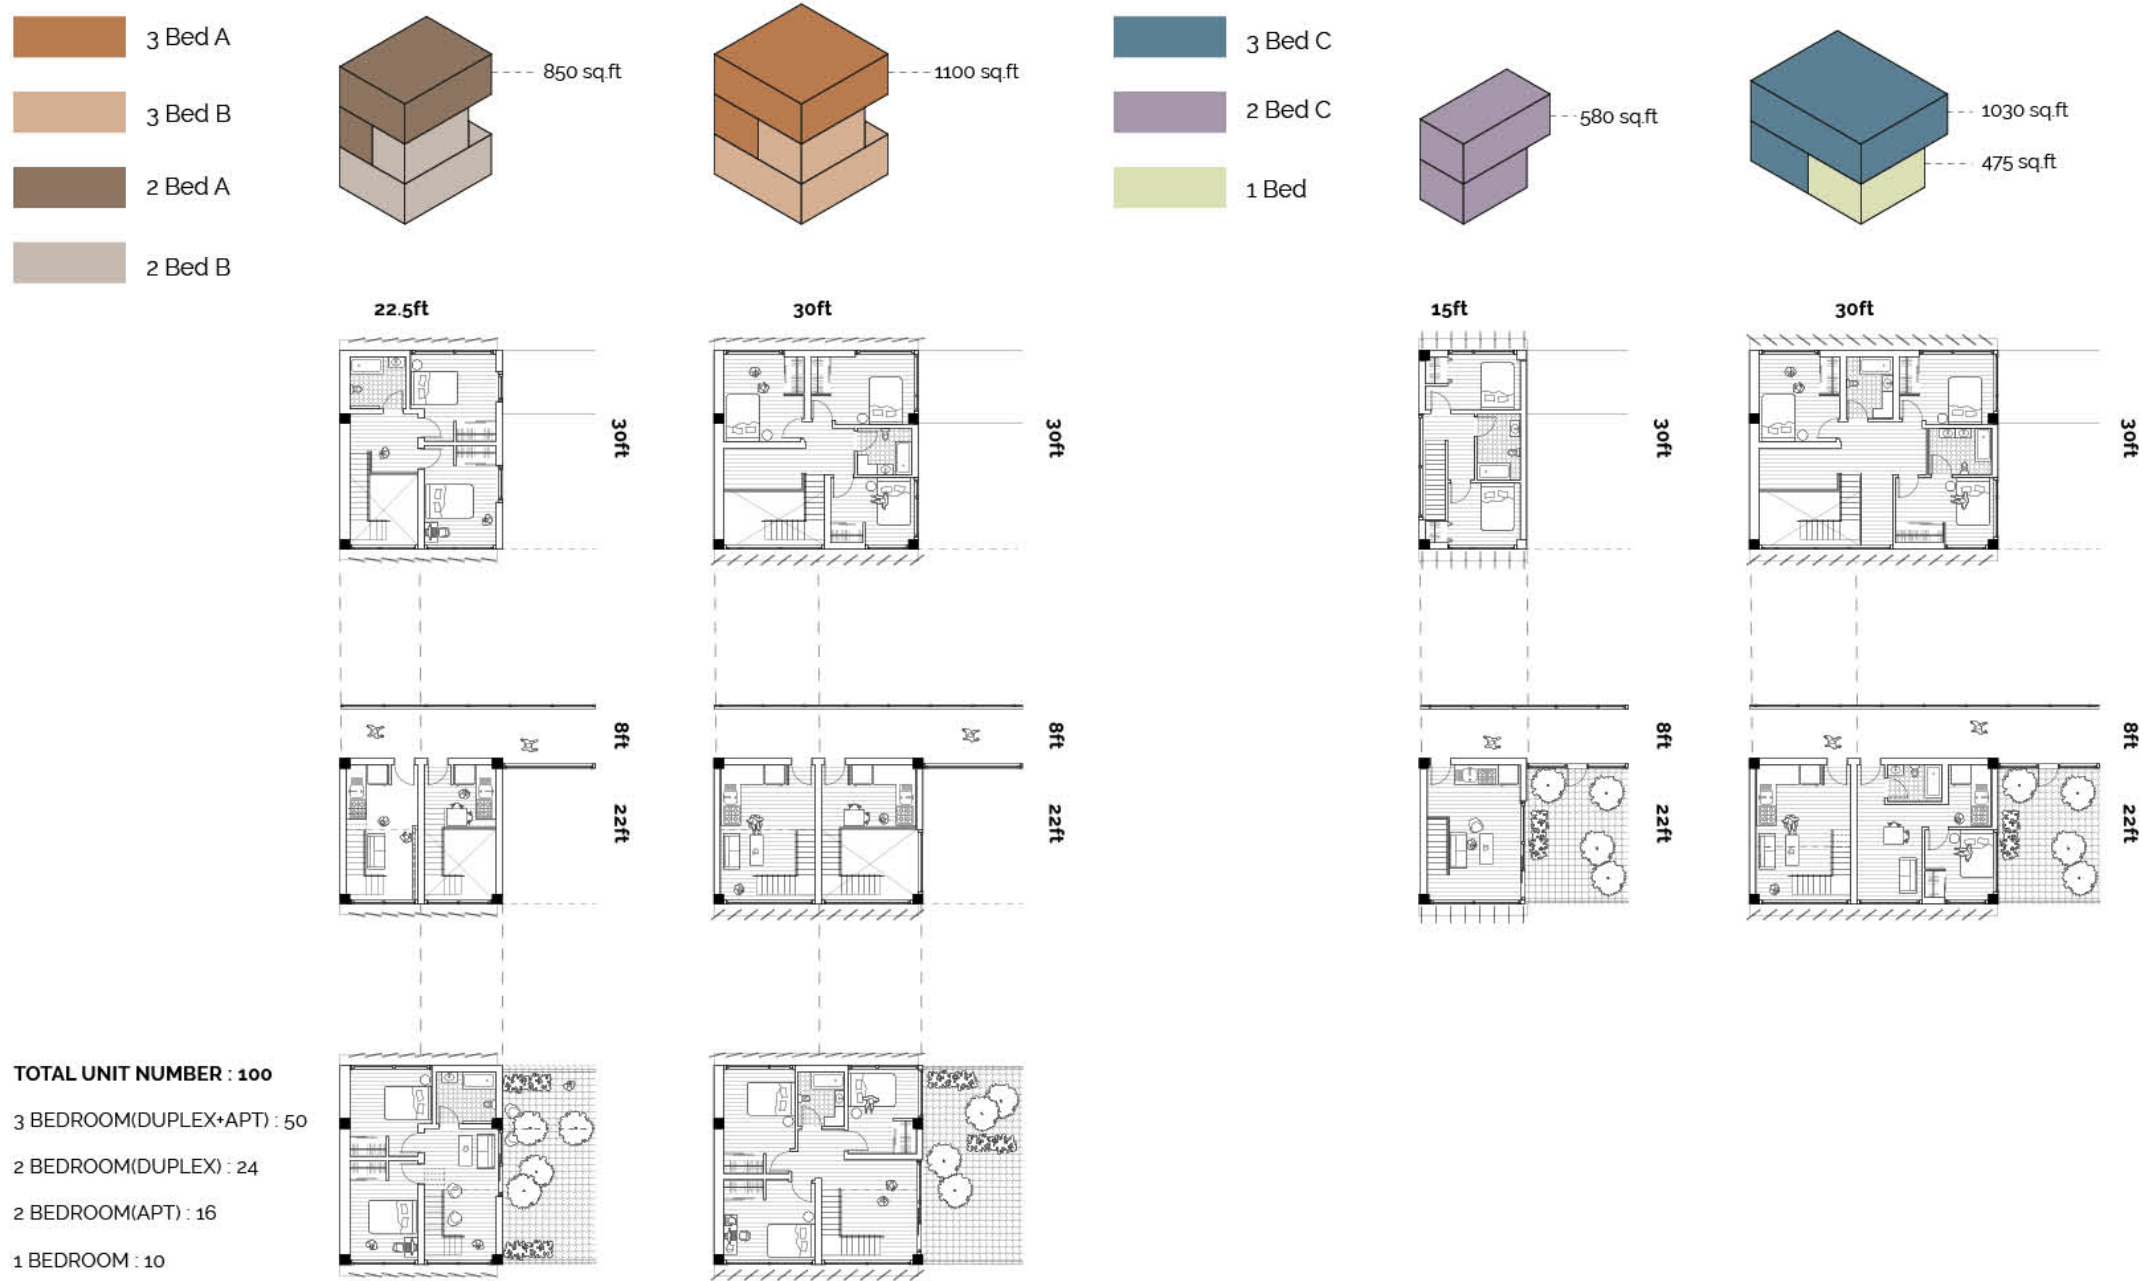 3 Bed A
3 Bed B
2 Bed A
2 Bed B
850 sq.ft
1100 sq.ft
3 Bed C
2 Bed C
1 Bed
580 sq.ft
1030 sq.ft
475 sq.ft
22.5ft
30ft
15ft
30ft
30ft
30ft
30ft
30ft
8ft
8ft
8ft
8ft
22ft
22ft
22ft
22ft
TOTAL UNIT NUMBER : 100
3 BEDROOM(DUPLEX+APT) : 50
2 BEDROOM(DUPLEX) : 24
2 BEDROOM(APT) : 16
1 BEDROOM : 10